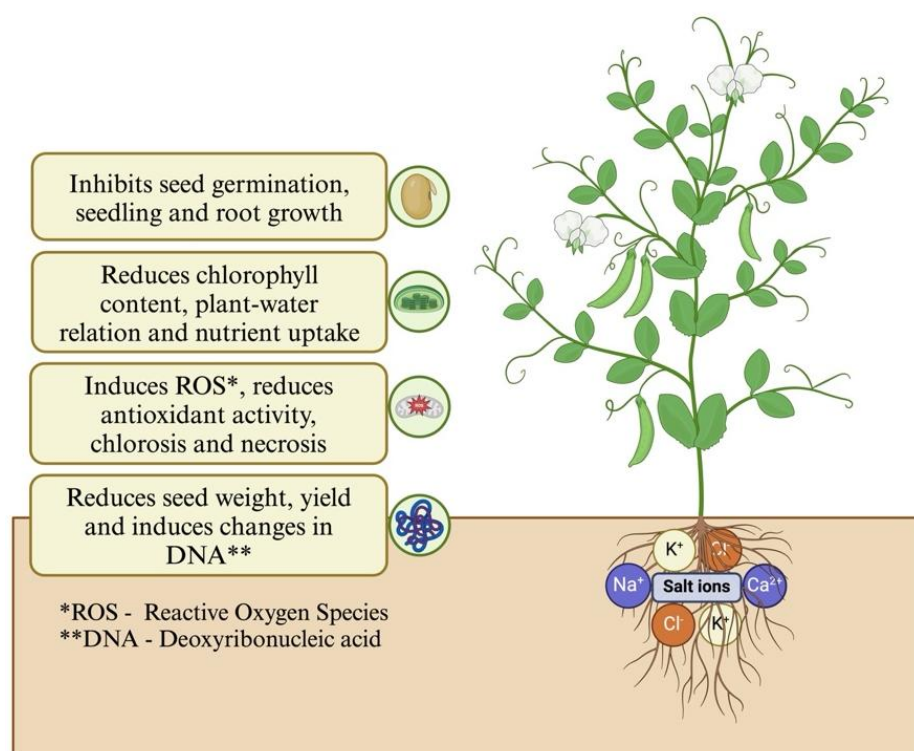 Inhibits seed germination,
seedling and root growth
Reduces chlorophyll
content, plant-water
relation and nutrient uptake
Induces ROS*, reduces
antioxidant activity,
chlorosis and necrosis
Reduces seed weight, yield
and induces changes in
DNA**
*ROS - Reactive Oxygen Species
**DNA - Deoxyribonucleic acid
K⁺
Cl⁻
Na⁺
Salt ions
Ca²⁺
Cl⁻
K⁺